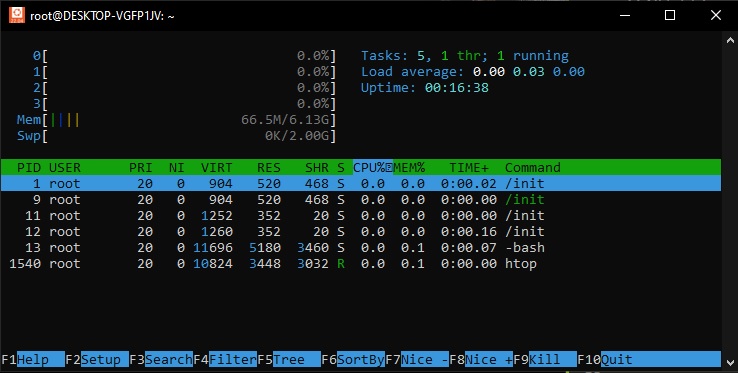 root@DESKTOP-VGFP1JV: ~
0[ 0.0%] Tasks: 5, 1 thr; 1 running
1[ 0.0%] Load average: 0.00 0.03 0.00
2[ 0.0%] Uptime: 00:16:38
3[ 0.0%]
Mem[|||| 66.5M/6.13G]
Swp[ 0K/2.00G]
PID USER PRI NI VIRT RES SHR S CPU% MEM% TIME+ Command
1 root 20 0 904 520 468 S 0.0 0.0 0:00.02 /init
9 root 20 0 904 520 468 S 0.0 0.0 0:00.00 /init
11 root 20 0 1252 352 20 S 0.0 0.0 0:00.00 /init
12 root 20 0 1260 352 20 S 0.0 0.0 0:00.16 /init
13 root 20 0 11696 5180 3460 S 0.0 0.1 0:00.07 -bash
1540 root 20 0 10824 3448 3032 R 0.0 0.1 0:00.00 htop
F1Help F2Setup F3SearchF4FilterF5Tree F6SortByF7Nice -F8Nice +F9Kill F10Quit